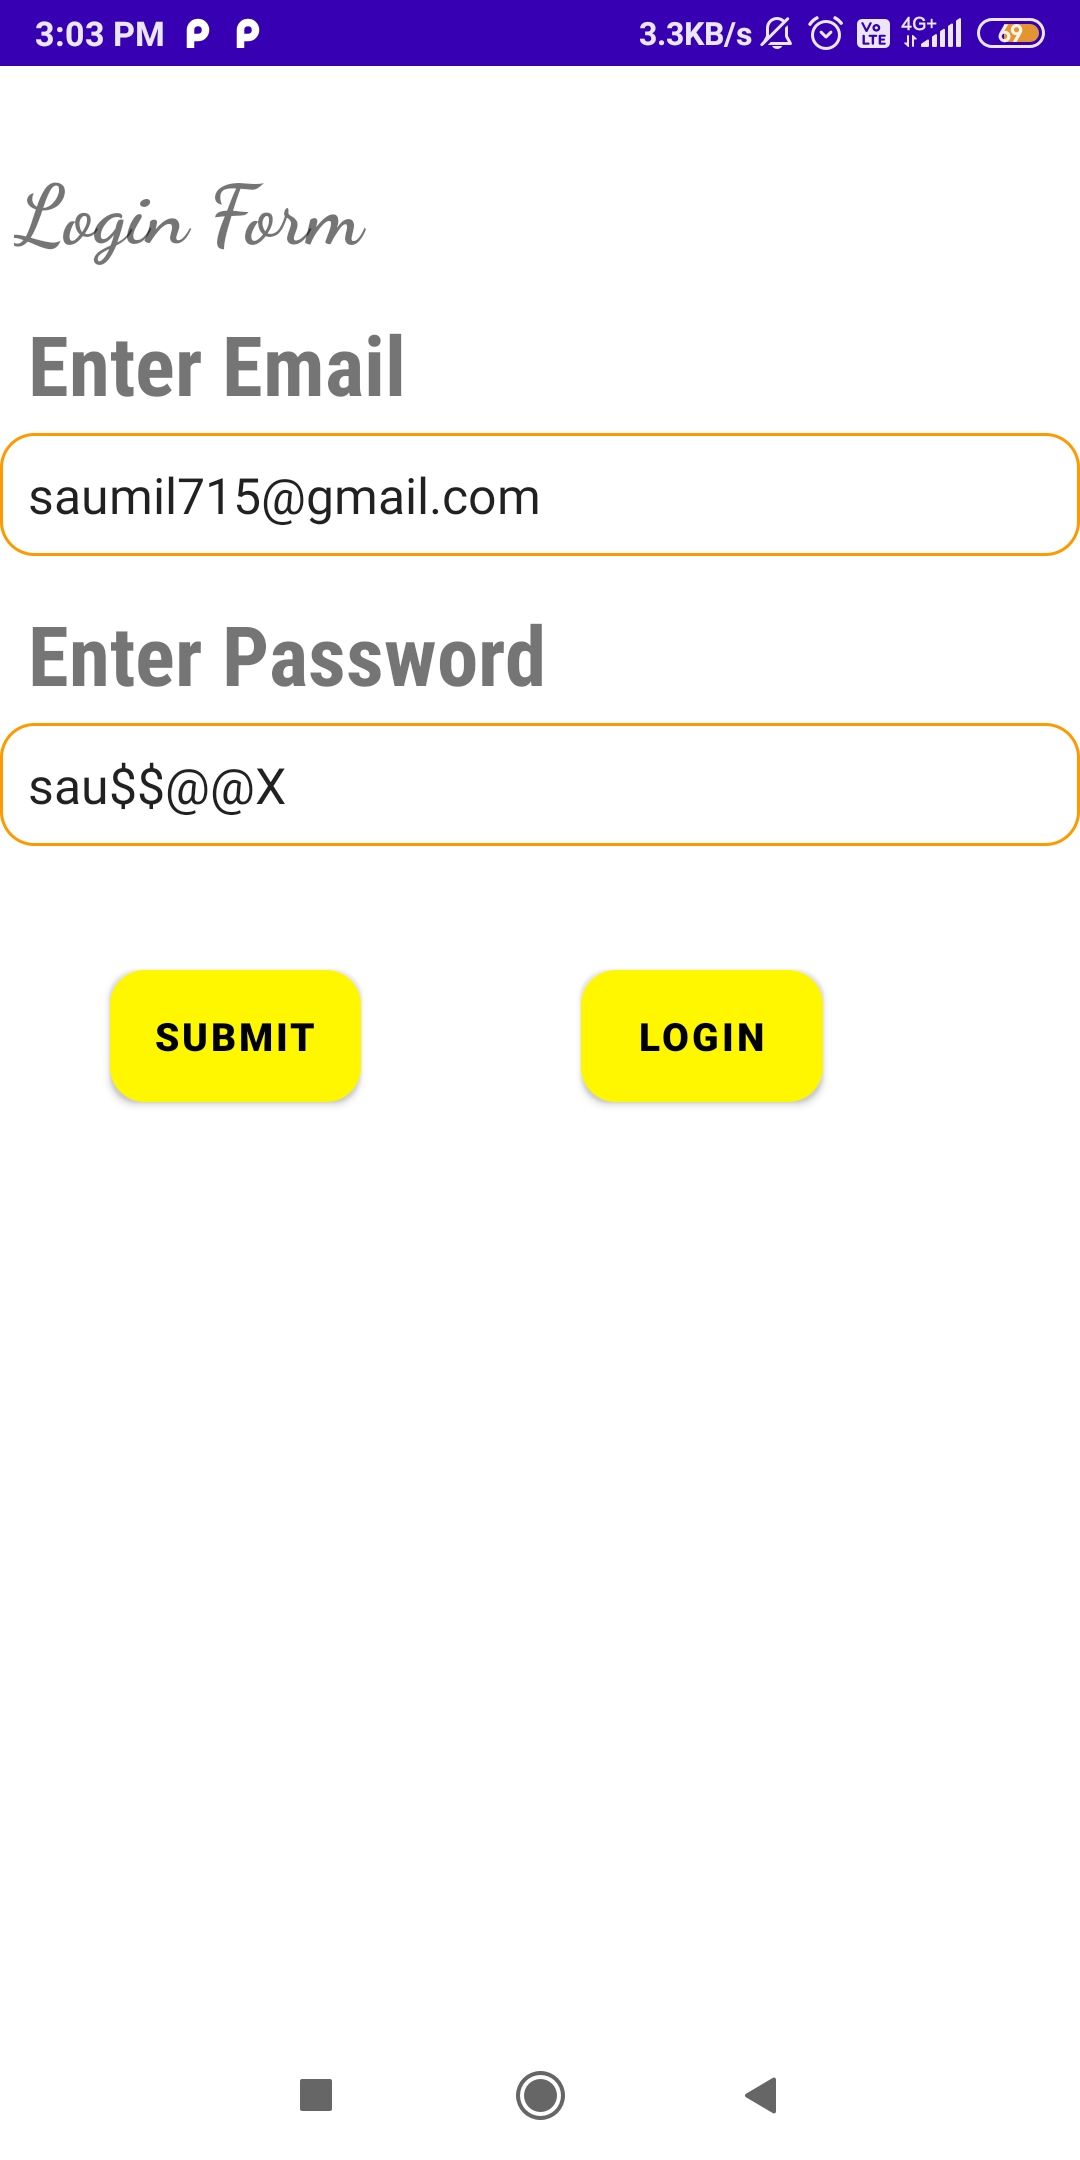 3:03 PM 3.3KB/s Vo LTE 4G+ 69
Login Form
Enter Email
saumil715@gmail.com
Enter Password
sau$$@@X
SUBMIT LOGIN